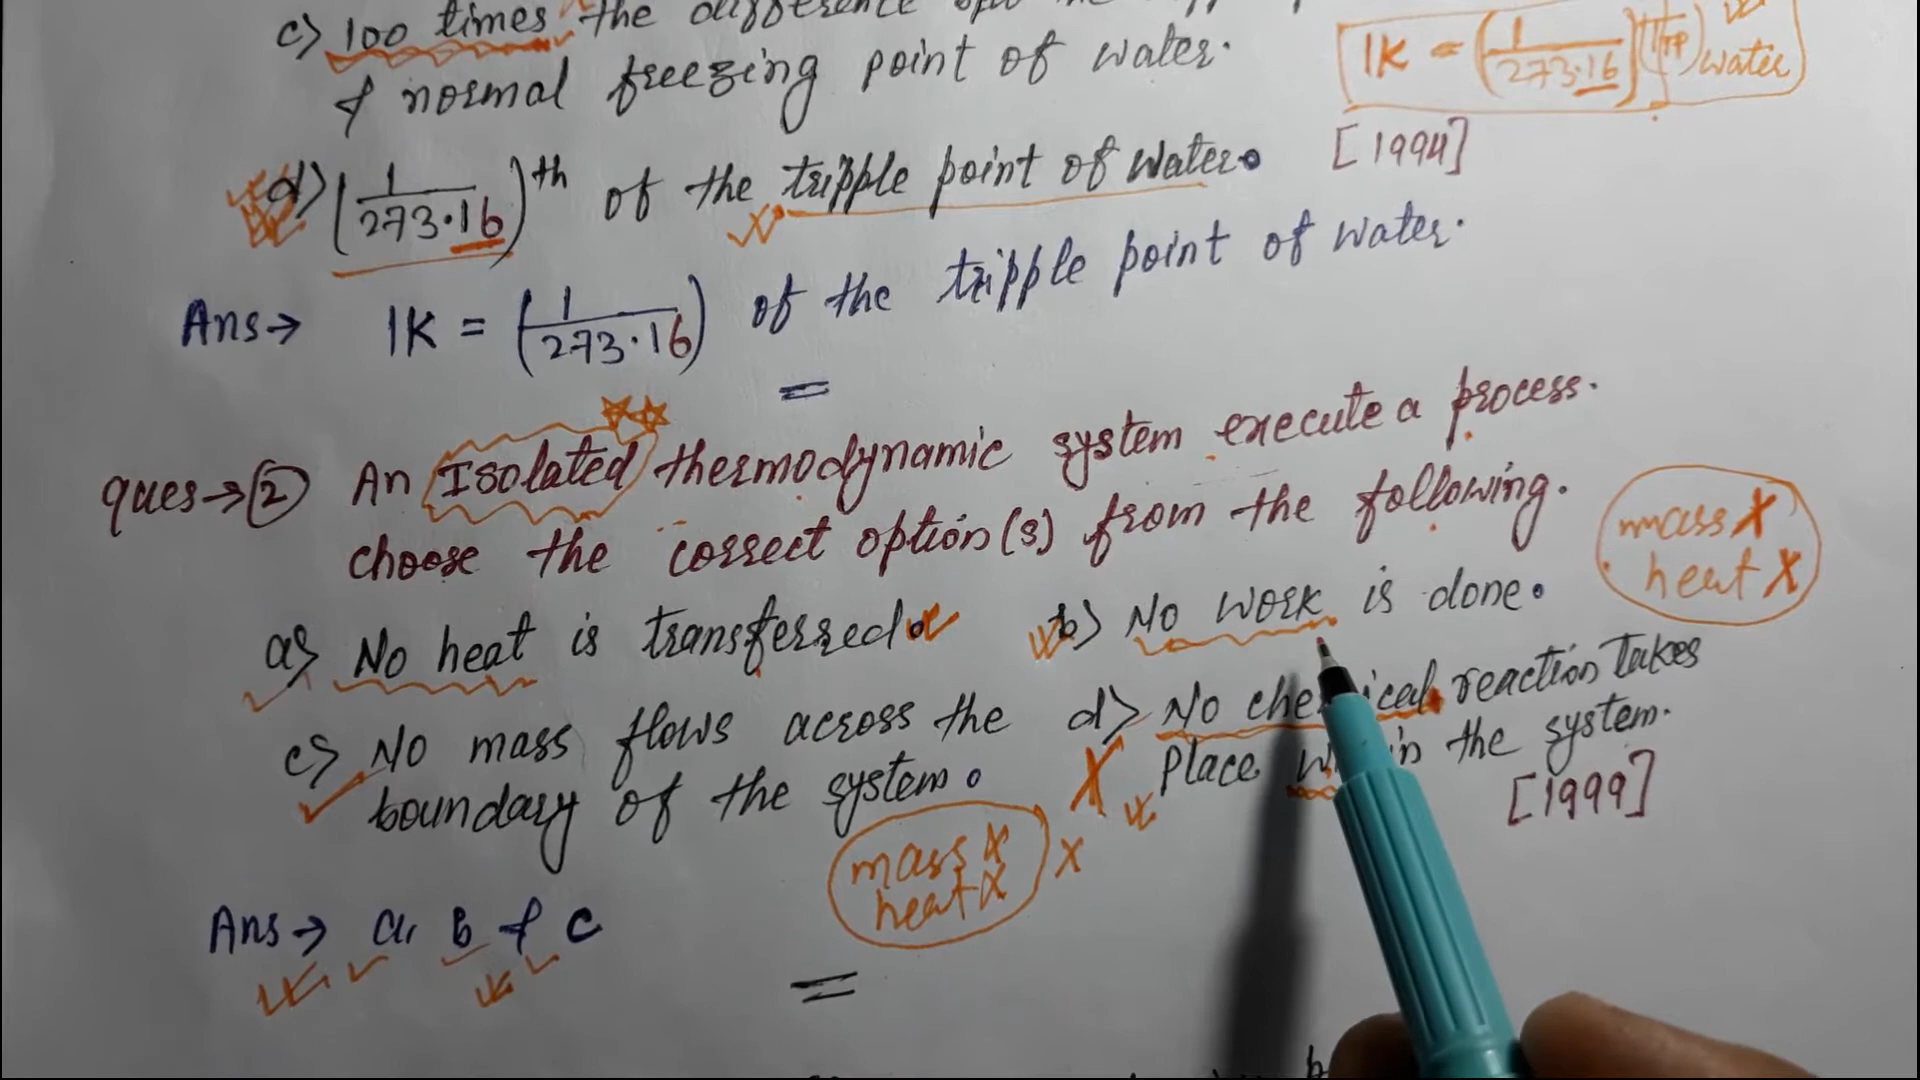 c) 100 times the difference
& normal freezing point of water.
1K = (1/273.16) (Ttp) water
d) (1/273.16)th of the tripple point of water. [1994]
Ans → 1K = (1/273.16) of the tripple point of water.
Ques → (2) An Isolated thermodynamic system execute a process.
choose the correct option(s) from the following.
mass X
heat X
a) No heat is transferred. b) No work is done.
c) No mass flows across the d) No chemical reaction takes
boundary of the system. Place in the system.
[1999]
mass X
heat X X
Ans → a, b & c